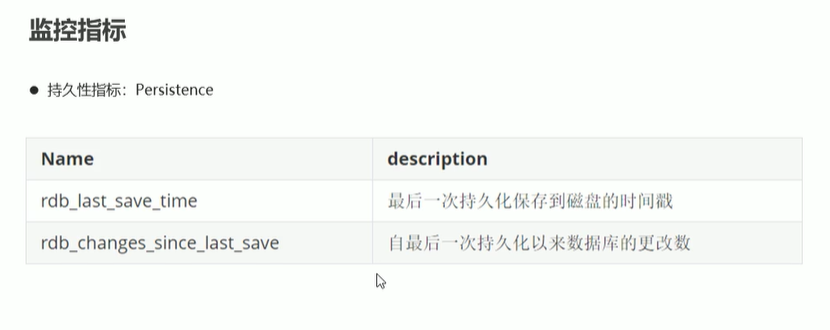 监控指标
● 持久性指标：Persistence
Name description
rdb_last_save_time 最后一次持久化保存到磁盘的时间戳
rdb_changes_since_last_save 自最后一次持久化以来数据库的更改数